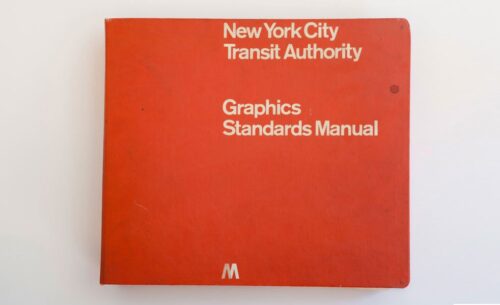 New York City
Transit Authority
Graphics
Standards Manual
M